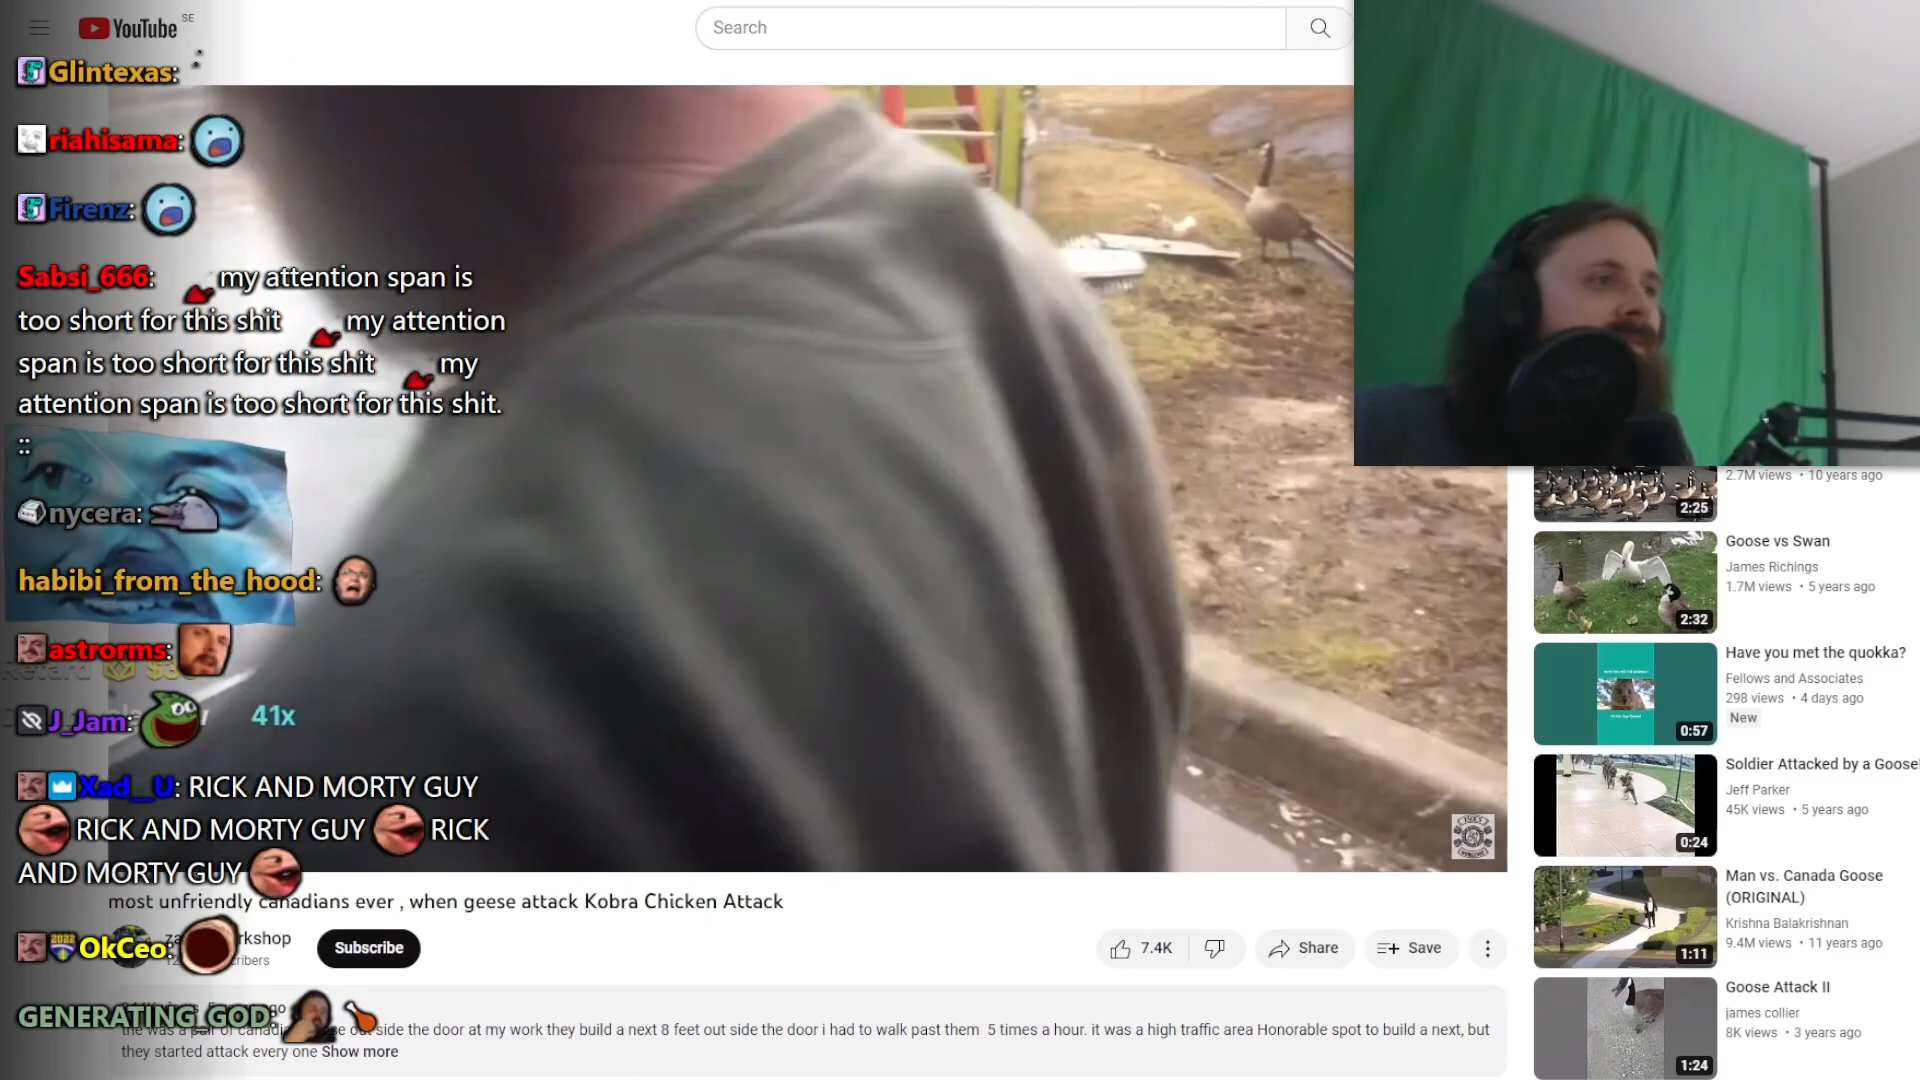 YouTube SE
Search
Glintexas:
riahisama:
Firenz:
Sabsi_666: my attention span is
too short for this shit my attention
span is too short for this shit my
attention span is too short for this shit.
::
nycera:
habibi_from_the_hood:
astrorms:
J_Jam:
41x
Xad__U: RICK AND MORTY GUY
RICK AND MORTY GUY RICK
AND MORTY GUY
OkCeo:
GENERATING_GOD:
most unfriendly canadians ever , when geese attack Kobra Chicken Attack
Subscribe
7.4K
Share
Save
side the door at my work they build a next 8 feet out side the door i had to walk past them 5 times a hour. it was a high traffic area Honorable spot to build a next, but
they started attack every one Show more
2.7M views • 10 years ago
2:25
Goose vs Swan
James Richings
1.7M views • 5 years ago
2:32
Have you met the quokka?
Fellows and Associates
298 views • 4 days ago
New
0:57
Soldier Attacked by a Goose!
Jeff Parker
45K views • 5 years ago
0:24
Man vs. Canada Goose
(ORIGINAL)
Krishna Balakrishnan
9.4M views • 11 years ago
1:11
Goose Attack II
james collier
8K views • 3 years ago
1:24